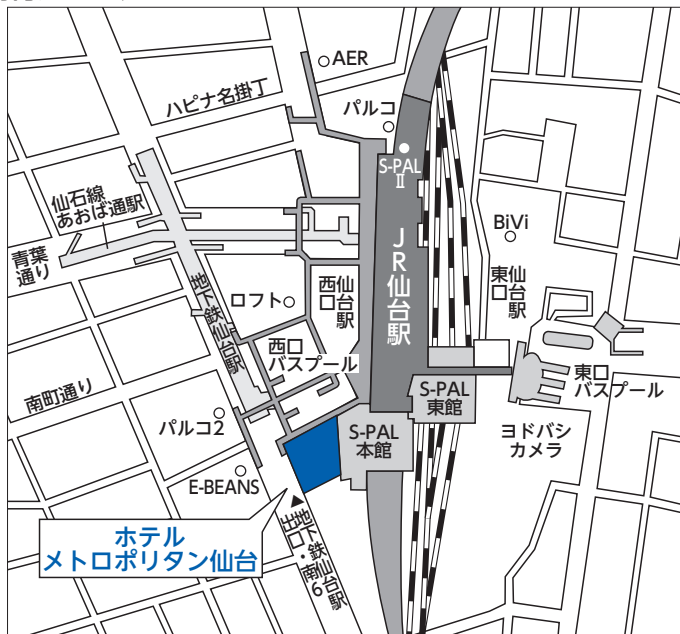 AER
ハピナ名掛丁
パルコ
S-PAL
II
仙石線
あおば通駅
BiVi
青葉
通り
JR仙台駅
仙台駅
西口
仙台駅
東口
地下鉄仙台駅
ロフト
西口
バスプール
東口
バスプール
南町通り
S-PAL
東館
パルコ2
S-PAL
本館
ヨドバシ
カメラ
E-BEANS
ホテル
メトロポリタン仙台
地下鉄仙台駅
出口・南6